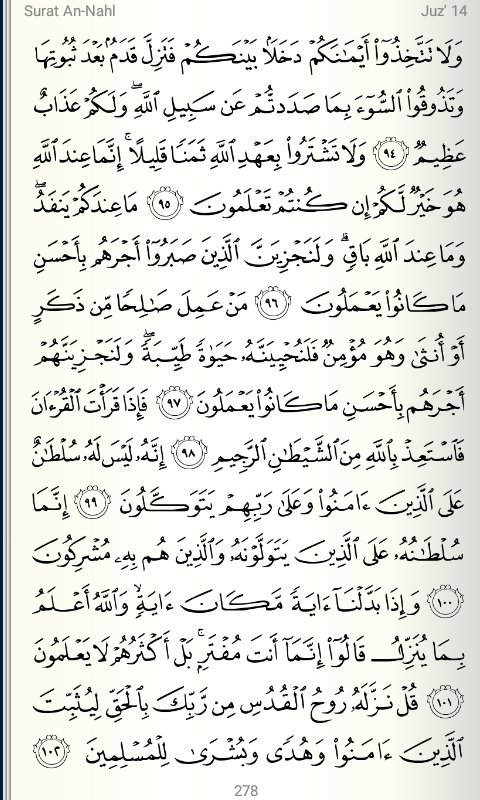 Surat An-Nahl Juz' 14
وَلَا تَتَّخِذُوٓا۟ أَيْمَـٰنَكُمْ دَخَلًۢا بَيْنَكُمْ فَتَزِلَّ قَدَمٌۢ بَعْدَ ثُبُوتِهَا
وَتَذُوقُوا۟ ٱلسُّوٓءَ بِمَا صَدَدتُّمْ عَن سَبِيلِ ٱللَّهِ ۖ وَلَكُمْ عَذَابٌ
عَظِيمٌ ٩٤ وَلَا تَشْتَرُوا۟ بِعَهْدِ ٱللَّهِ ثَمَنًا قَلِيلًا ۚ إِنَّمَا عِندَ ٱللَّهِ
هُوَ خَيْرٌ لَّكُمْ إِن كُنتُمْ تَعْلَمُونَ ٩٥ مَا عِندَكُمْ يَنفَدُ ۖ
وَمَا عِندَ ٱللَّهِ بَاقٍ ۗ وَلَنَجْزِيَنَّ ٱلَّذِينَ صَبَرُوٓا۟ أَجْرَهُم بِأَحْسَنِ
مَا كَانُوا۟ يَعْمَلُونَ ٩٦ مَنْ عَمِلَ صَـٰلِحًا مِّن ذَكَرٍ
أَوْ أُنثَىٰ وَهُوَ مُؤْمِنٌ فَلَنُحْيِيَنَّهُۥ حَيَوٰةً طَيِّبَةً ۖ وَلَنَجْزِيَنَّهُمْ
أَجْرَهُم بِأَحْسَنِ مَا كَانُوا۟ يَعْمَلُونَ ٩٧ فَإِذَا قَرَأْتَ ٱلْقُرْءَانَ
فَٱسْتَعِذْ بِٱللَّهِ مِنَ ٱلشَّيْطَـٰنِ ٱلرَّجِيمِ ٩٨ إِنَّهُۥ لَيْسَ لَهُۥ سُلْطَـٰنٌ
عَلَى ٱلَّذِينَ ءَامَنُوا۟ وَعَلَىٰ رَبِّهِمْ يَتَوَكَّلُونَ ٩٩ إِنَّمَا
سُلْطَـٰنُهُۥ عَلَى ٱلَّذِينَ يَتَوَلَّوْنَهُۥ وَٱلَّذِينَ هُم بِهِۦ مُشْرِكُونَ
١٠٠ وَإِذَا بَدَّلْنَآ ءَايَةً مَّكَانَ ءَايَةٍ ۙ وَٱللَّهُ أَعْلَمُ
بِمَا يُنَزِّلُ قَالُوٓا۟ إِنَّمَآ أَنتَ مُفْتَرٍۭ ۚ بَلْ أَكْثَرُهُمْ لَا يَعْلَمُونَ
١٠١ قُلْ نَزَّلَهُۥ رُوحُ ٱلْقُدُسِ مِن رَّبِّكَ بِٱلْحَقِّ لِيُثَبِّتَ
ٱلَّذِينَ ءَامَنُوا۟ وَهُدًى وَبُشْرَىٰ لِلْمُسْلِمِينَ ١٠٢
278